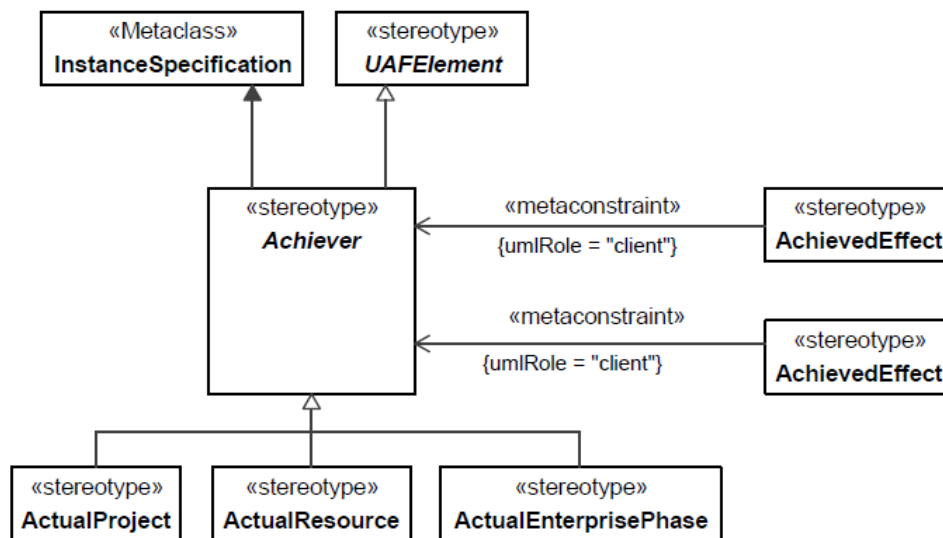 «Metaclass»
InstanceSpecification
«stereotype»
UAFElement
«stereotype»
Achiever
«metaconstraint»
{umlRole = "client"}
«stereotype»
AchievedEffect
«metaconstraint»
{umlRole = "client"}
«stereotype»
AchievedEffect
«stereotype»
ActualProject
«stereotype»
ActualResource
«stereotype»
ActualEnterprisePhase